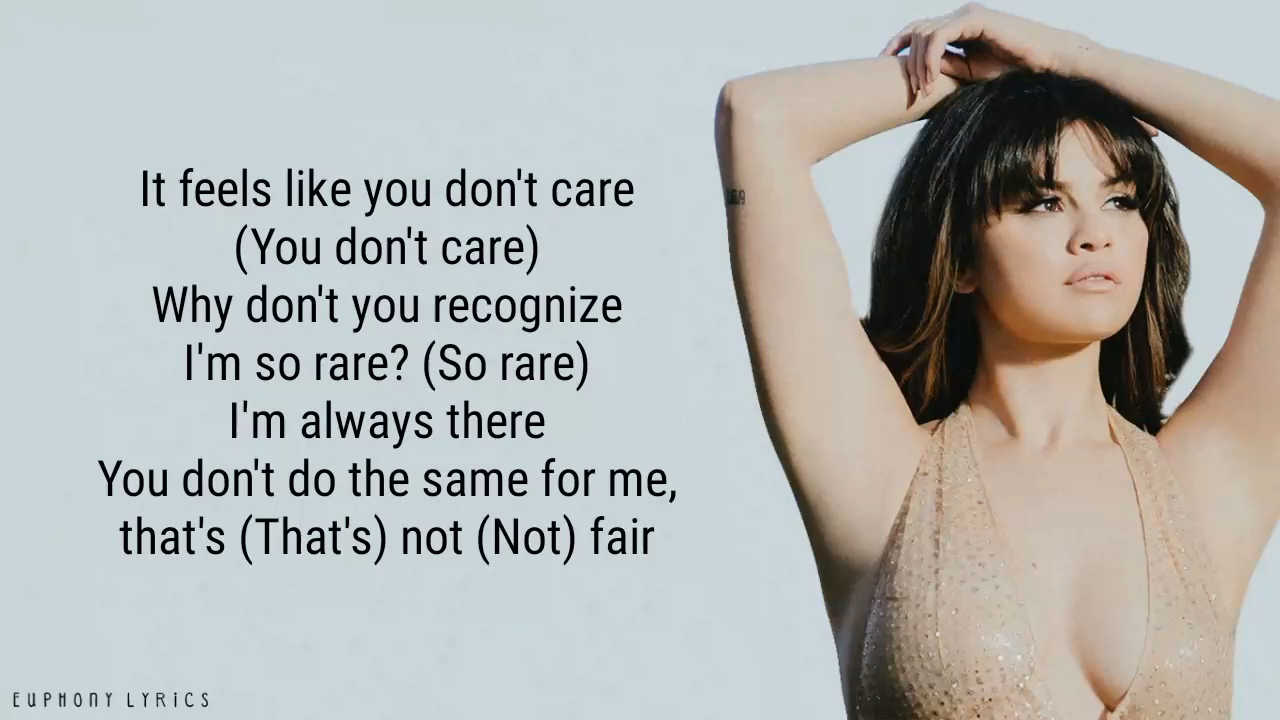 It feels like you don't care
(You don't care)
Why don't you recognize
I'm so rare? (So rare)
I'm always there
You don't do the same for me,
that's (That's) not (Not) fair
EUPHONY LYRICS